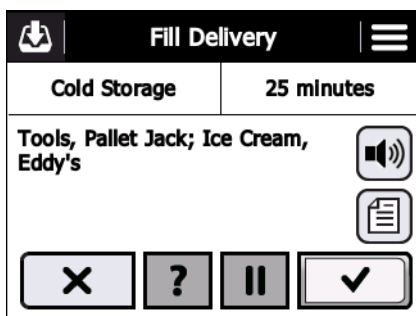 Fill Delivery
Cold Storage
25 minutes
Tools, Pallet Jack; Ice Cream,
Eddy's
?